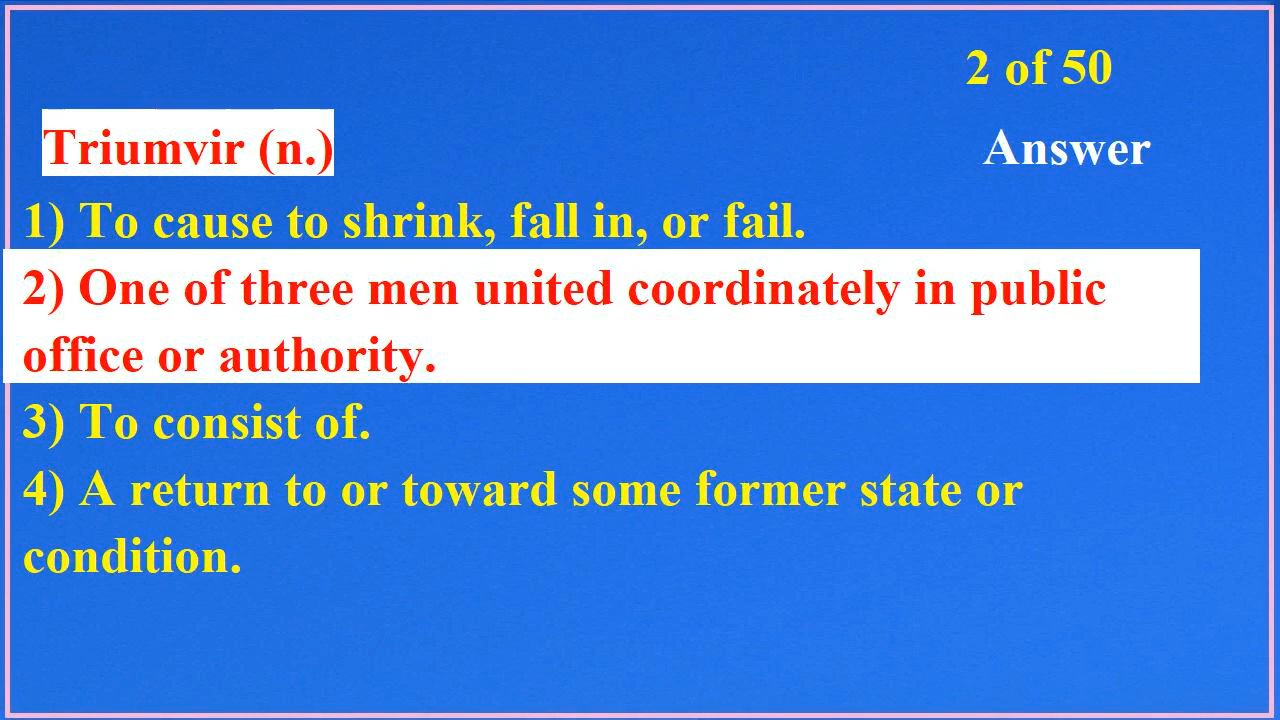 2 of 50
Triumvir (n.)
Answer
1) To cause to shrink, fall in, or fail.
2) One of three men united coordinately in public
office or authority.
3) To consist of.
4) A return to or toward some former state or
condition.